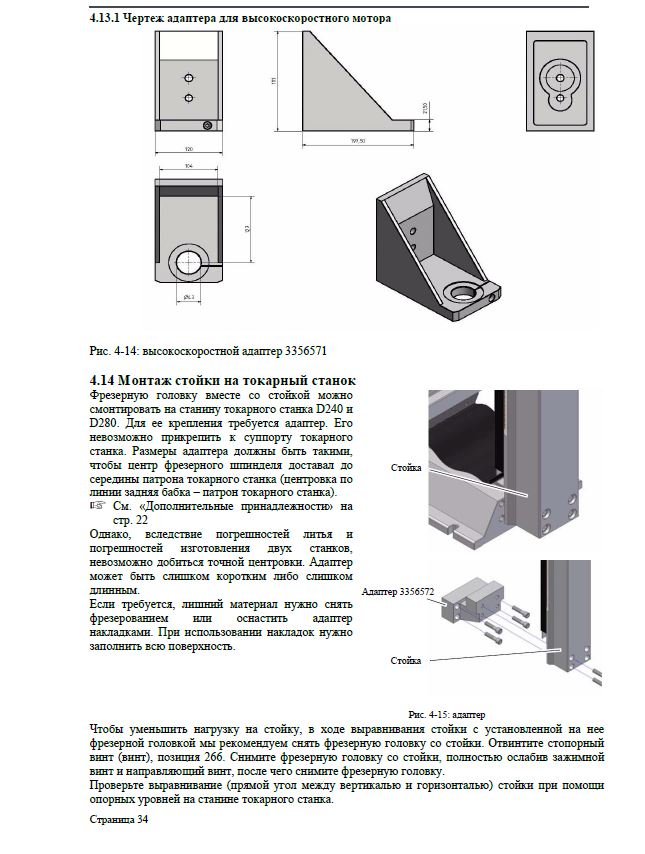 4.13.1 Чертеж адаптера для высокоскоростного мотора
120
197,50
21,50
104
Рис. 4-14: высокоскоростной адаптер 3356571
4.14 Монтаж стойки на токарный станок
Фрезерную головку вместе со стойкой можно
смонтировать на станину токарного станка D240 и
D280. Для ее крепления требуется адаптер. Его
невозможно прикрепить к суппорту токарного
станка. Размеры адаптера должны быть такими,
чтобы центр фрезерного шпинделя доставал до
середины патрона токарного станка (центровка по
линии задняя бабка – патрон токарного станка).
См. «Дополнительные принадлежности» на
стр. 22
Однако, вследствие погрешностей литья и
погрешностей изготовления двух станков,
невозможно добиться точной центровки. Адаптер
может быть слишком коротким либо слишком
длинным.
Если требуется, лишний материал нужно снять
фрезерованием или оснастить адаптер
накладками. При использовании накладок нужно
заполнить всю поверхность.
Стойка
Адаптер 3356572
Стойка
Рис. 4-15: адаптер
Чтобы уменьшить нагрузку на стойку, в ходе выравнивания стойки с установленной на нее
фрезерной головкой мы рекомендуем снять фрезерную головку со стойки. Отвинтите стопорный
винт (винт), позиция 266. Снимите фрезерную головку со стойки, полностью ослабив зажимной
винт и направляющий винт, после чего снимите фрезерную головку.
Проверьте выравнивание (прямой угол между вертикалью и горизонталью) стойки при помощи
опорных уровней на станине токарного станка.
Страница 34